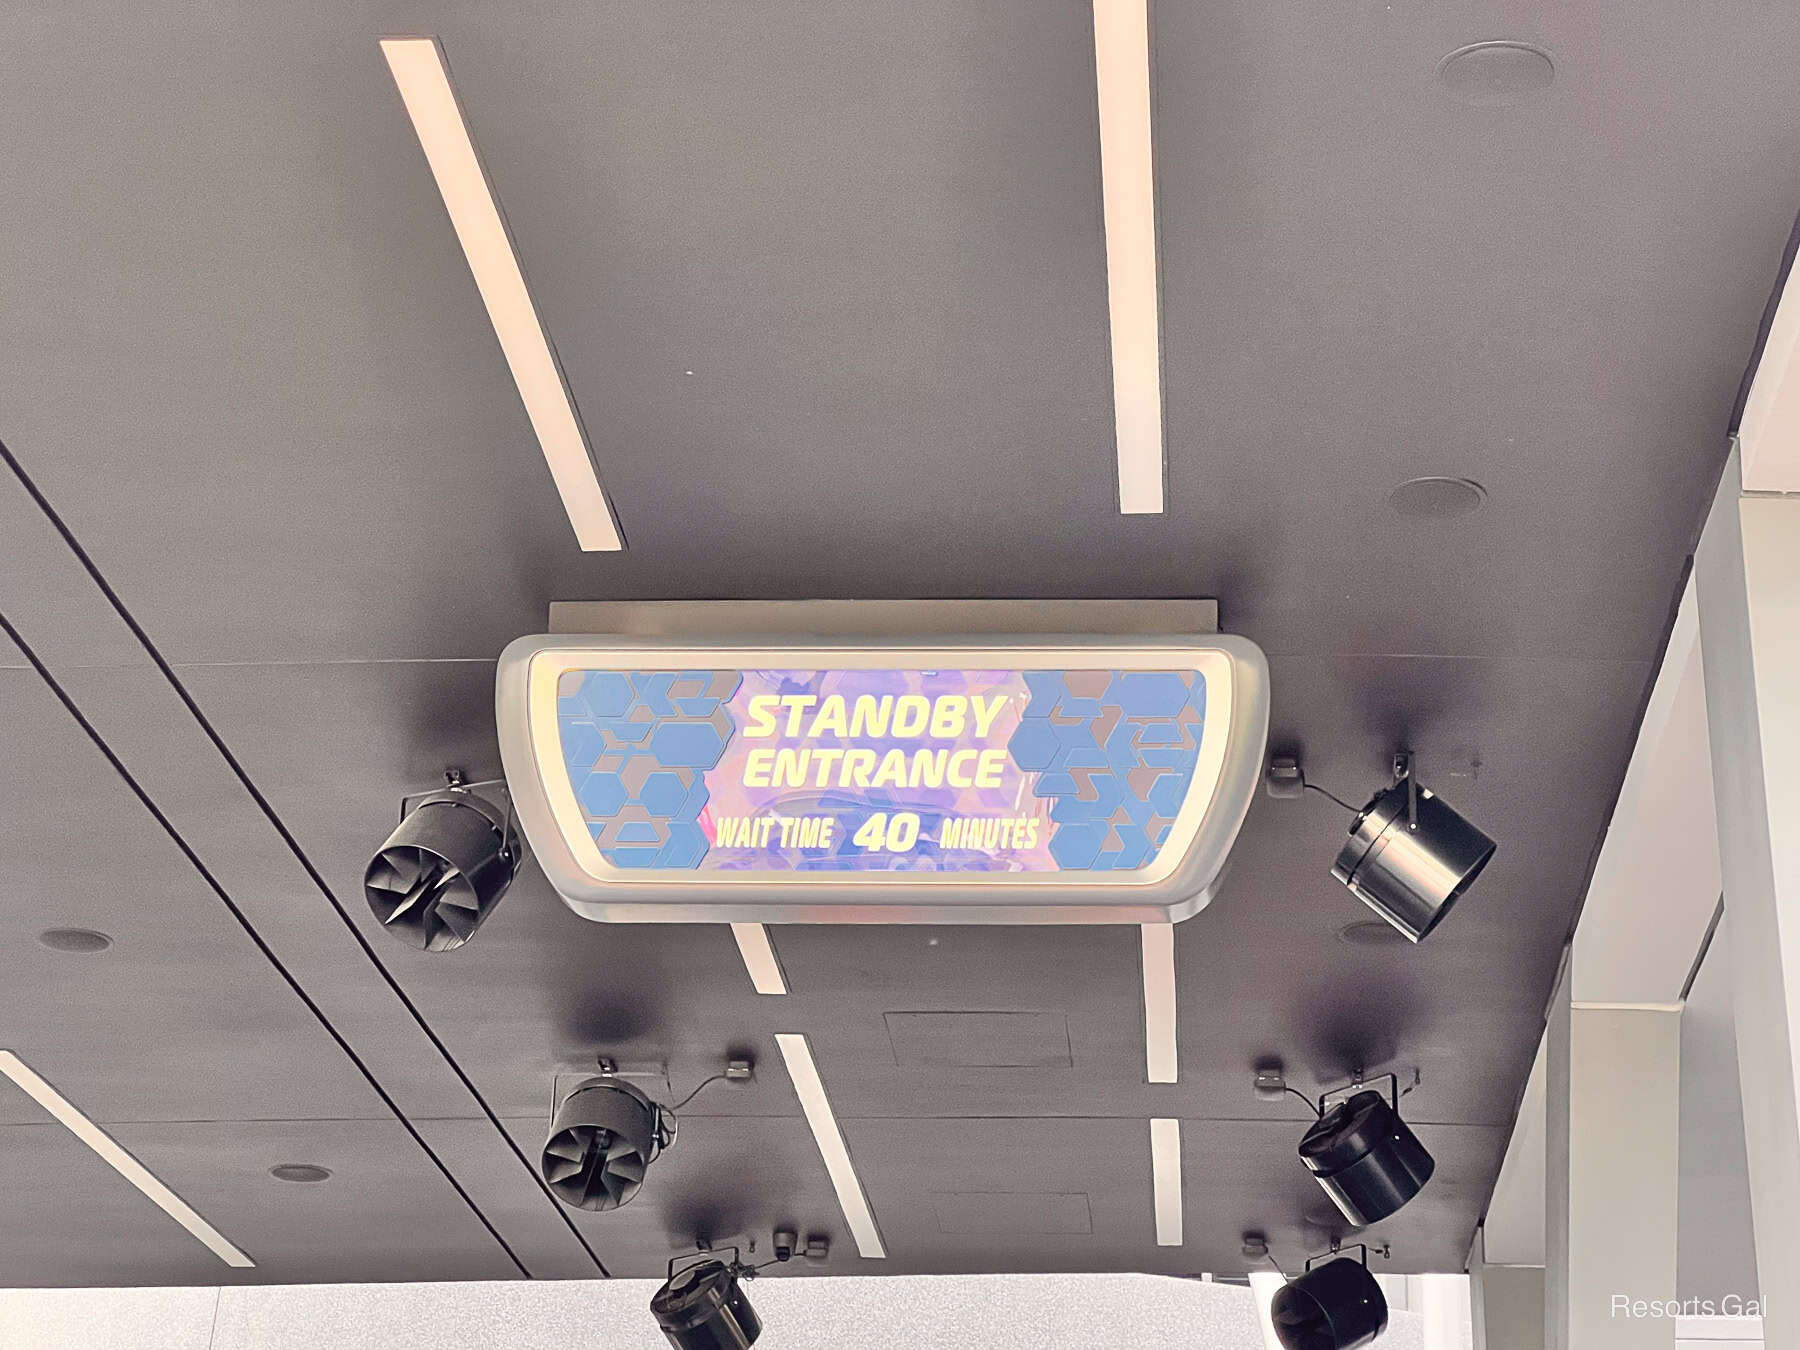 STANDBY
ENTRANCE
WAIT TIME 40 MINUTES
Resorts Gal